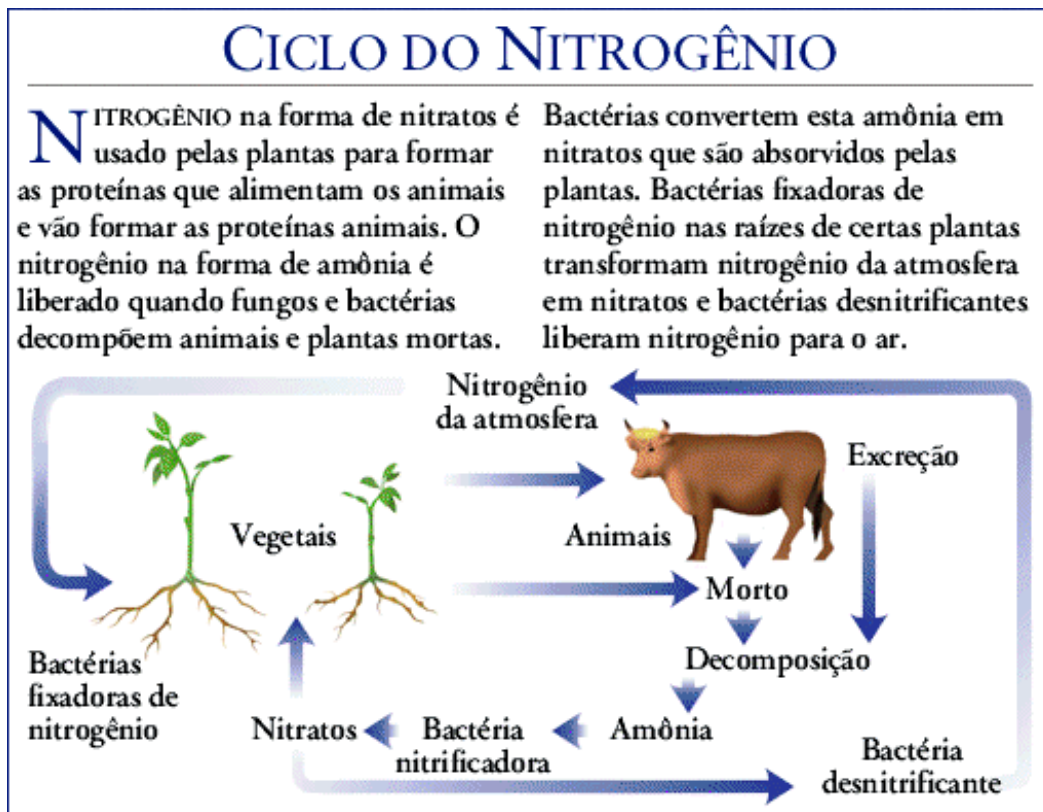 CICLO DO NITROGÊNIO
NITROGÊNIO na forma de nitratos é
usado pelas plantas para formar
as proteínas que alimentam os animais
e vão formar as proteínas animais. O
nitrogênio na forma de amônia é
liberado quando fungos e bactérias
decompõem animais e plantas mortas.
Bactérias convertem esta amônia em
nitratos que são absorvidos pelas
plantas. Bactérias fixadoras de
nitrogênio nas raízes de certas plantas
transformam nitrogênio da atmosfera
em nitratos e bactérias desnitrificantes
liberam nitrogênio para o ar.
Nitrogênio
da atmosfera
Excreção
Vegetais
Animais
Morto
Decomposição
Bactérias
fixadoras de
nitrogênio
Nitratos
Bactéria
nitrificadora
Amônia
Bactéria
desnitrificante